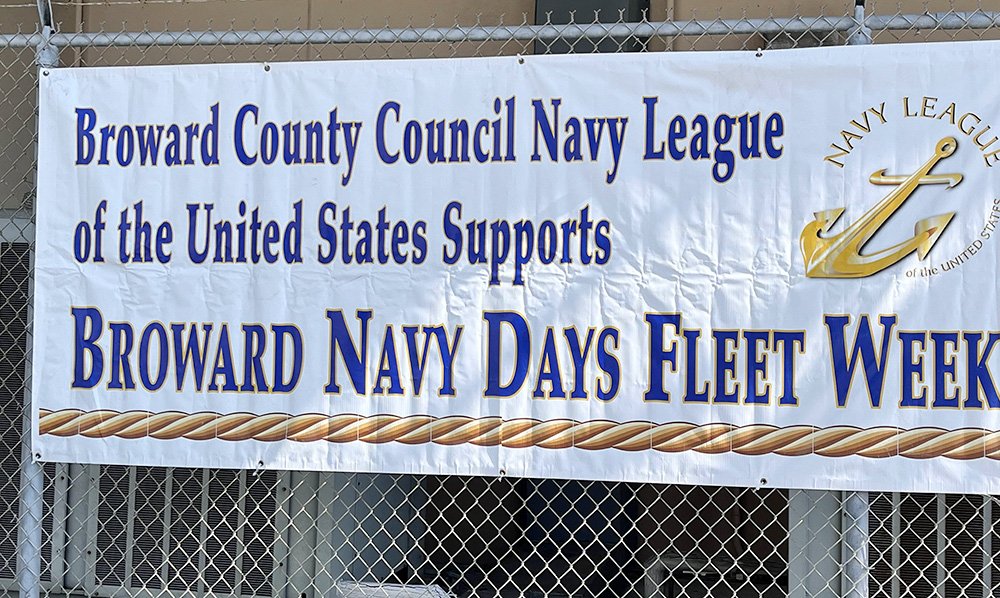 Broward County Council Navy League
of the United States Supports
BROWARD NAVY DAYS FLEET WEEK
NAVY LEAGUE
of the UNITED STATES